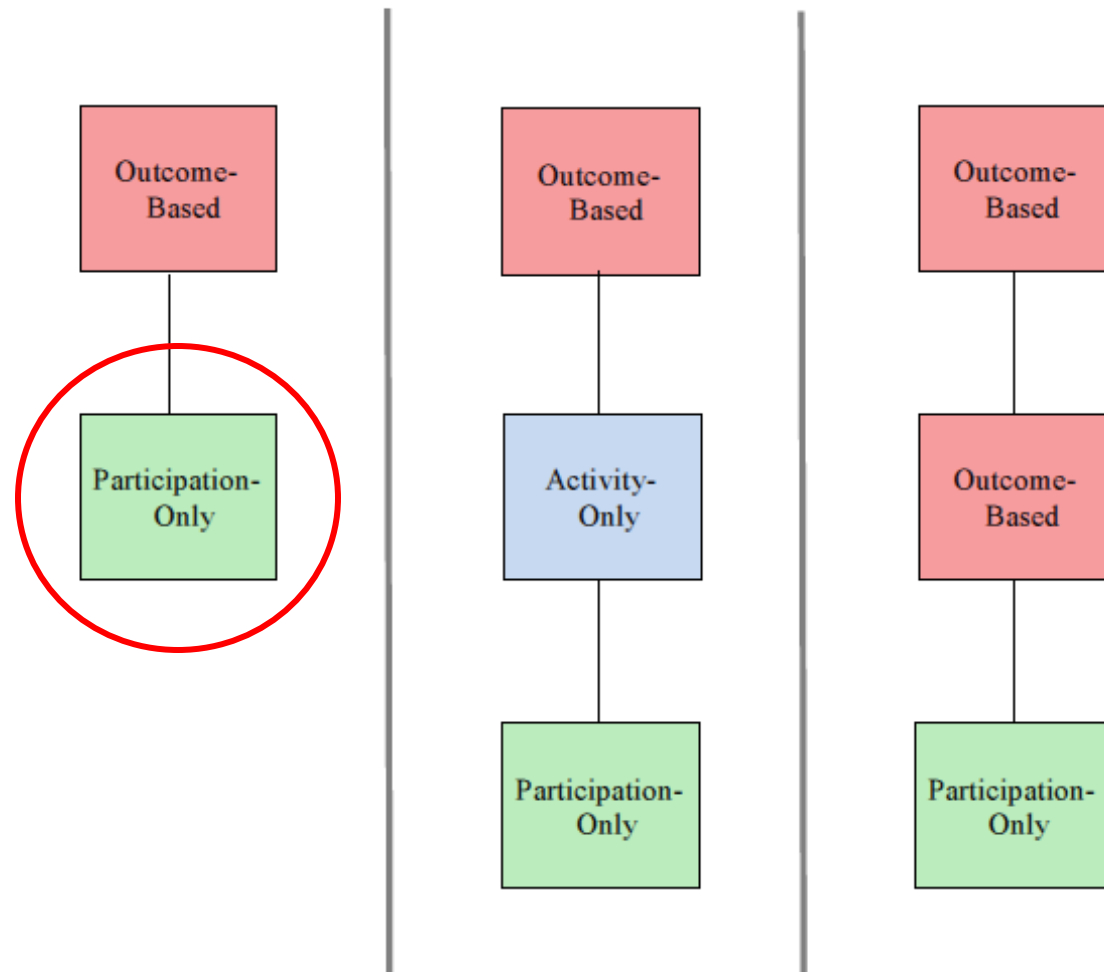 Outcome-
Based
Participation-
Only
Outcome-
Based
Activity-
Only
Participation-
Only
Outcome-
Based
Outcome-
Based
Participation-
Only